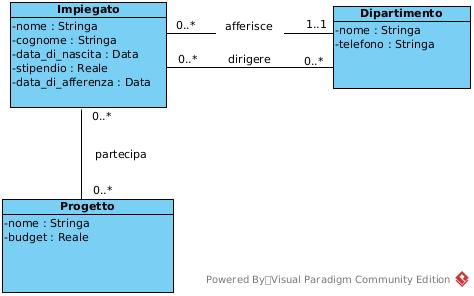 Impiegato
-nome : Stringa
-cognome : Stringa
-data_di_nascita : Data
-stipendio : Reale
-data_di_afferenza : Data
0..*
afferisce
1..1
0..*
dirigere
0..*
Dipartimento
-nome : Stringa
-telefono : Stringa
0..*
partecipa
0..*
Progetto
-nome : Stringa
-budget : Reale
Powered By Visual Paradigm Community Edition